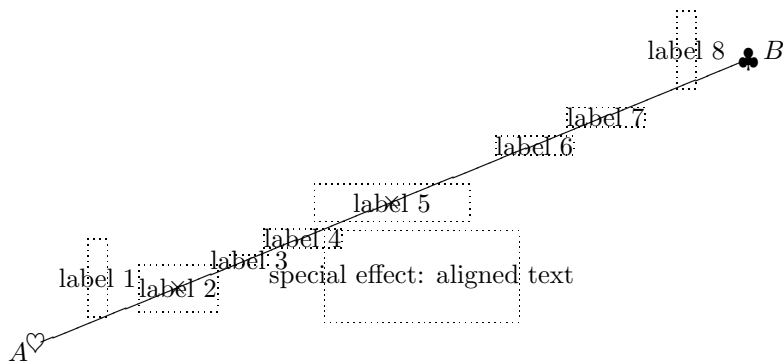 label 8
B
label 7
label 6
label 5
label 4
label 3
special effect: aligned text
label 1
label 2
A